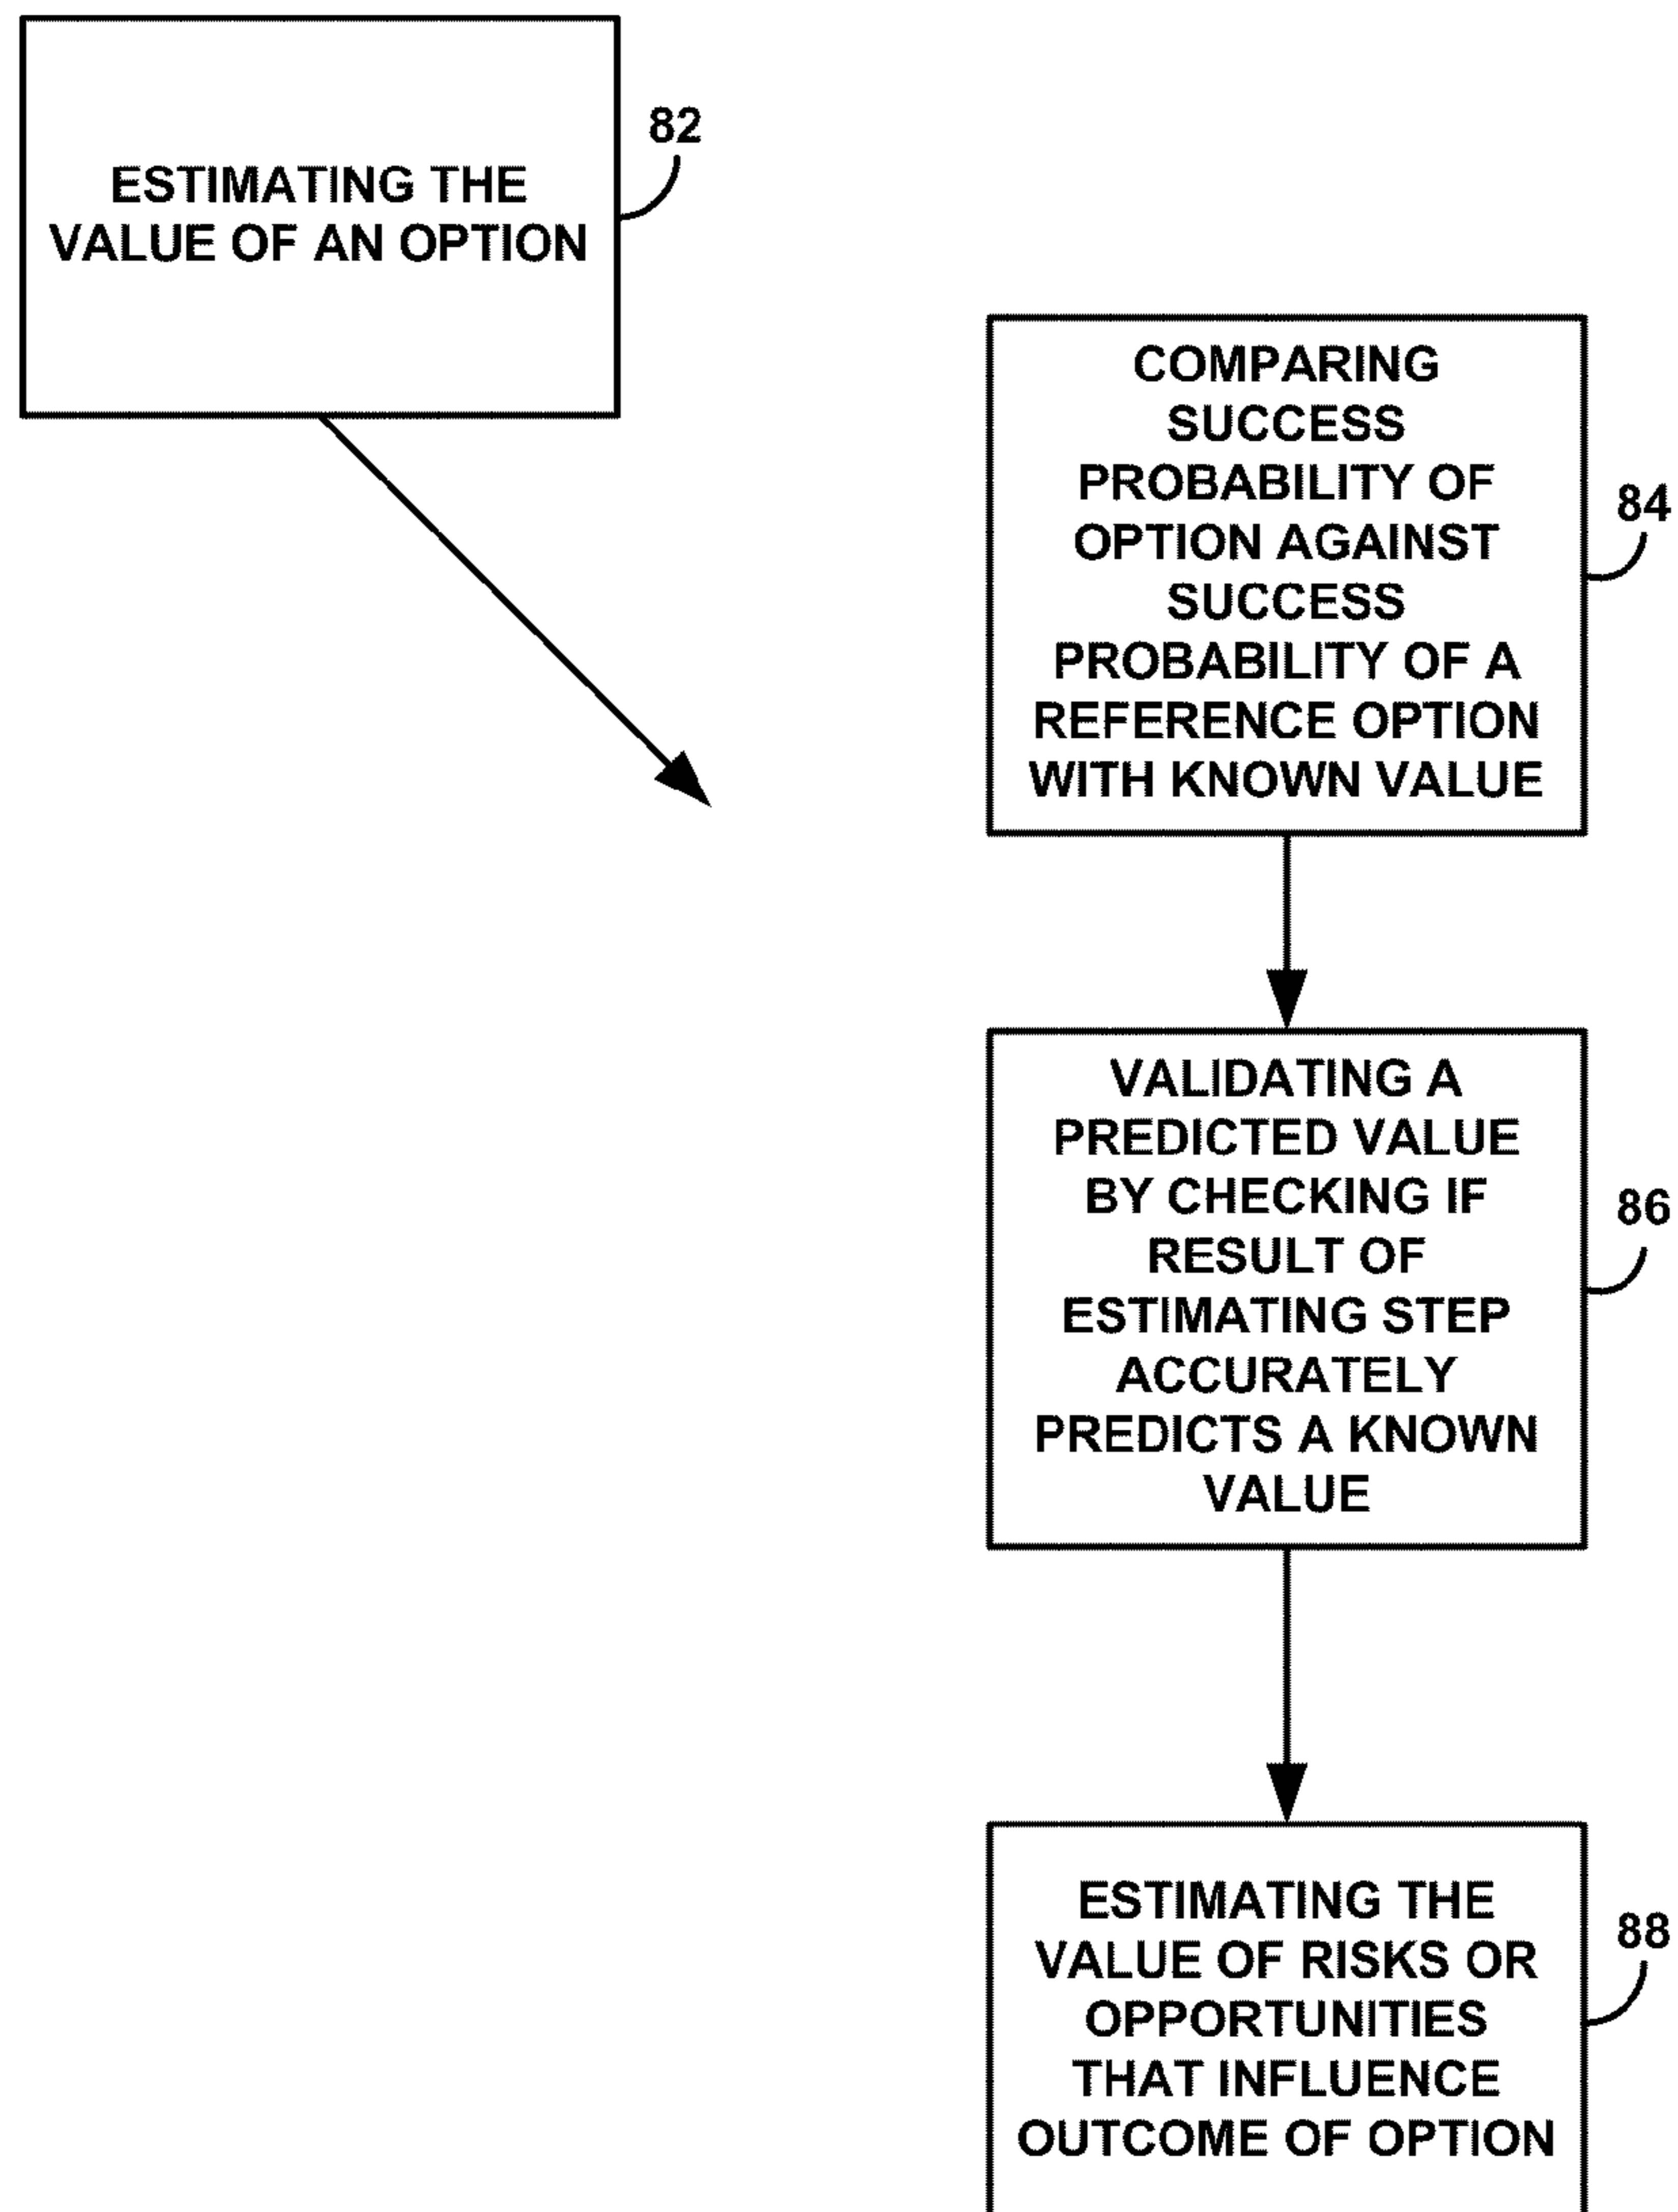 ESTIMATING THE
VALUE OF AN OPTION
82
COMPARING
SUCCESS
PROBABILITY OF
OPTION AGAINST
SUCCESS
PROBABILITY OF A
REFERENCE OPTION
WITH KNOWN VALUE
84
VALIDATING A
PREDICTED VALUE
BY CHECKING IF
RESULT OF
ESTIMATING STEP
ACCURATELY
PREDICTS A KNOWN
VALUE
86
ESTIMATING THE
VALUE OF RISKS OR
OPPORTUNITIES
THAT INFLUENCE
OUTCOME OF OPTION
88